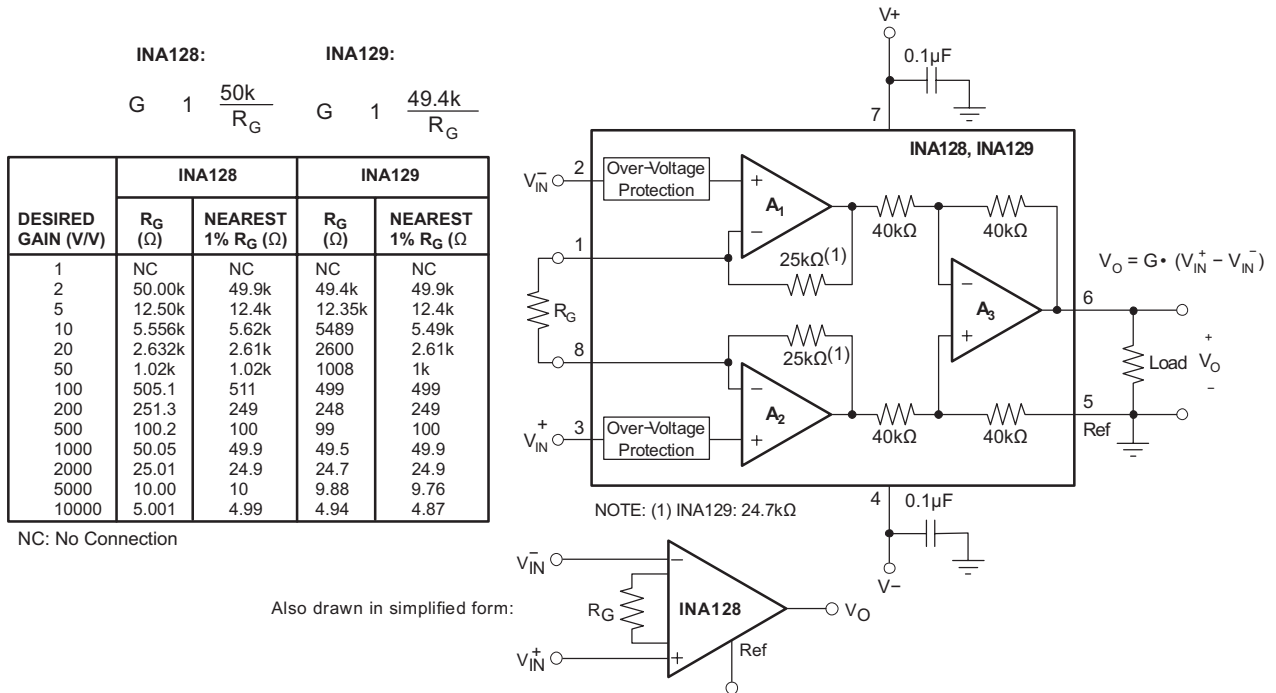 INA128:
INA129:
G 1 50k
R_G
G 1 49.4k
R_G
INA128 INA129
DESIRED GAIN (V/V) R_G (Ω) NEAREST 1% R_G (Ω) R_G (Ω) NEAREST 1% R_G (Ω
1 NC NC NC NC
2 50.00k 49.9k 49.4k 49.9k
5 12.50k 12.4k 12.35k 12.4k
10 5.556k 5.62k 5489 5.49k
20 2.632k 2.61k 2600 2.61k
50 1.02k 1.02k 1008 1k
100 505.1 511 499 499
200 251.3 249 248 249
500 100.2 100 99 100
1000 50.05 49.9 49.5 49.9
2000 25.01 24.9 24.7 24.9
5000 10.00 10 9.88 9.76
10000 5.001 4.99 4.94 4.87
NC: No Connection
V+
0.1µF
7
INA128, INA129
V_IN^-
2
Over-Voltage
Protection
+
A_1
−
40kΩ
40kΩ
1
25kΩ(1)
R_G
8
25kΩ(1)
−
A_2
+
−
A_3
+
V_O = G • (V_IN^+ − V_IN^-)
6
Load
+
V_O
-
V_IN^+
3
Over-Voltage
Protection
40kΩ
40kΩ
5
Ref
4
0.1µF
V−
NOTE: (1) INA129: 24.7kΩ
Also drawn in simplified form:
V_IN^-
−
R_G
INA128
V_O
V_IN^+
+
Ref